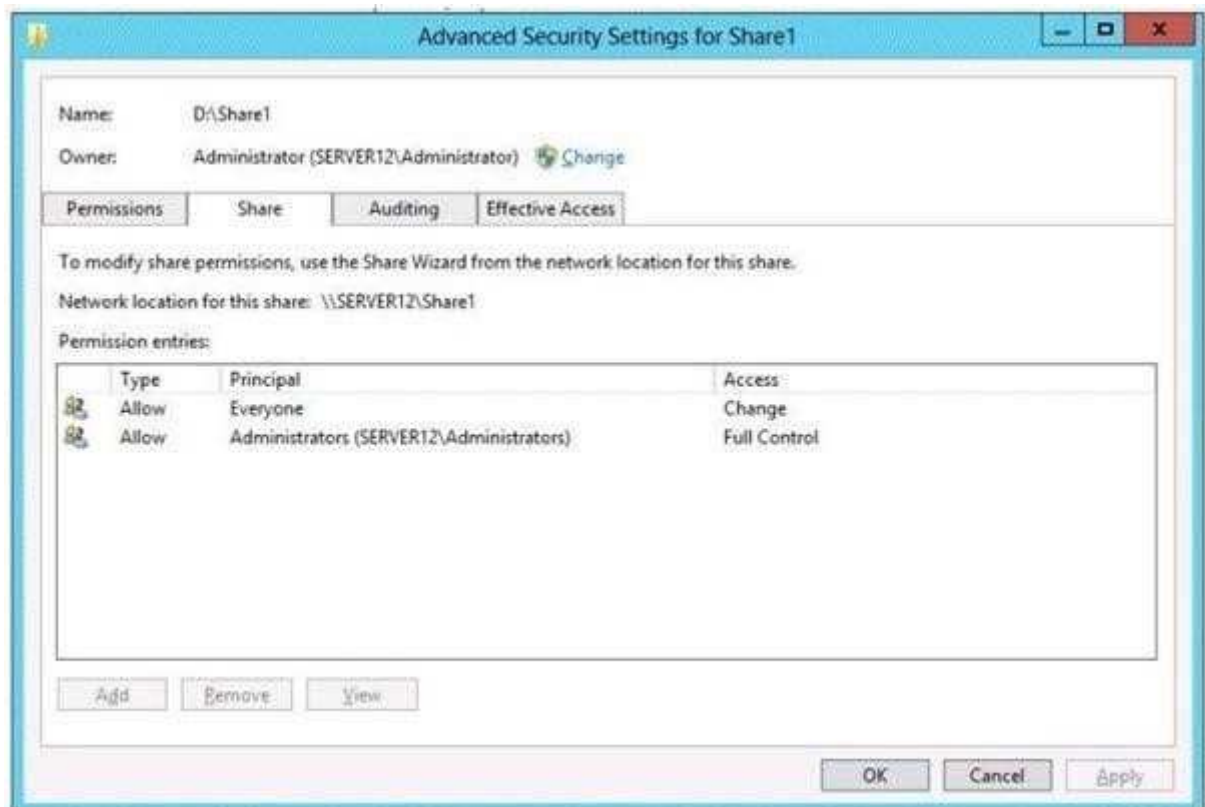 Advanced Security Settings for Share1
Name: D:\Share1
Owner: Administrator (SERVER12\Administrator) Change
Permissions Share Auditing Effective Access
To modify share permissions, use the Share Wizard from the network location for this share.
Network location for this share: \\SERVER12\Share1
Permission entries:
Type Principal Access
Allow Everyone Change
Allow Administrators (SERVER12\Administrators) Full Control
Add Remove View
OK Cancel Apply